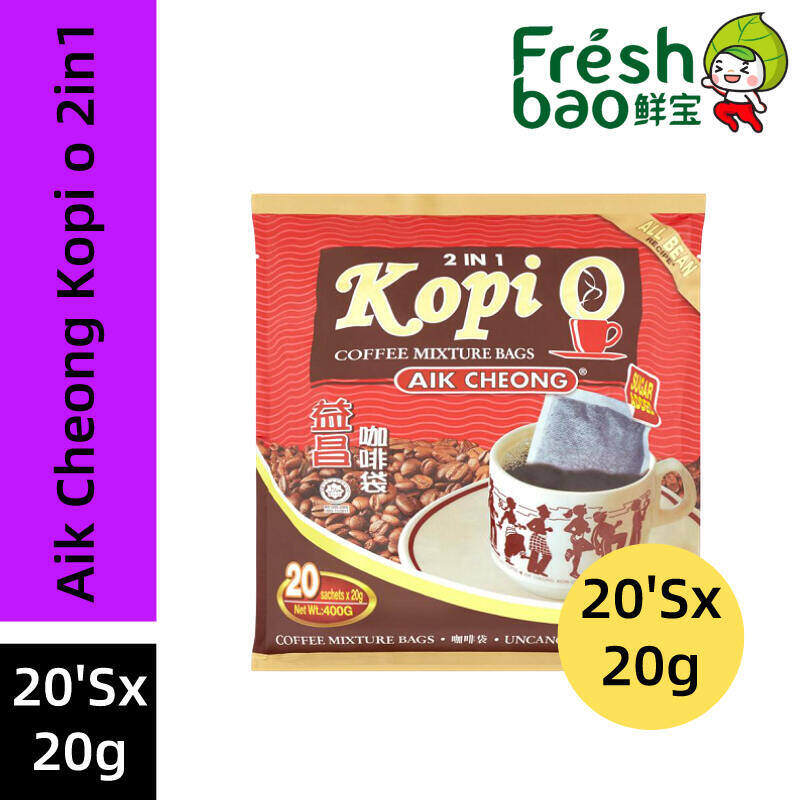 Aik Cheong Kopi o 2in1
20'Sx
20g
Frésh
bao鲜宝
ALL BEAN
RECIPE
2 IN 1
Kopi O
COFFEE MIXTURE BAGS
AIK CHEONG®
SUGAR
ADDED
益昌
咖啡袋
20 sachets x 20g
Net Wt.:400G
COFFEE MIXTURE BAGS • 咖啡袋 •
20'Sx
20g